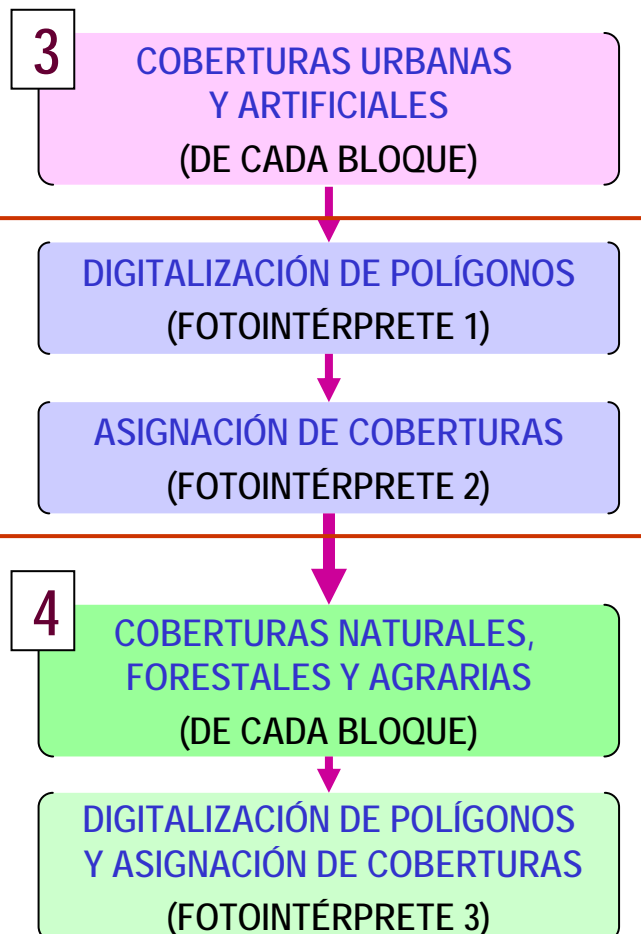 3
COBERTURAS URBANAS
Y ARTIFICIALES
(DE CADA BLOQUE)
DIGITALIZACIÓN DE POLÍGONOS
(FOTOINTÉRPRETE 1)
ASIGNACIÓN DE COBERTURAS
(FOTOINTÉRPRETE 2)
4
COBERTURAS NATURALES,
FORESTALES Y AGRARIAS
(DE CADA BLOQUE)
DIGITALIZACIÓN DE POLÍGONOS
Y ASIGNACIÓN DE COBERTURAS
(FOTOINTÉRPRETE 3)